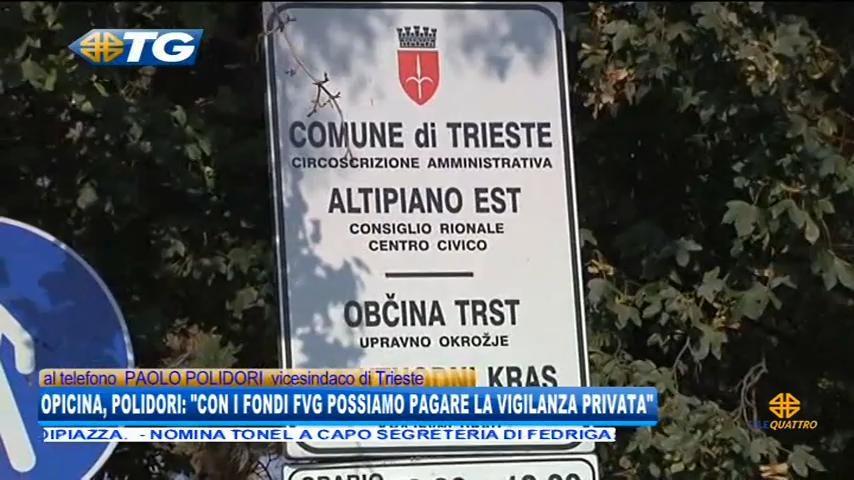 TG
COMUNE di TRIESTE
CIRCOSCRIZIONE AMMINISTRATIVA
ALTIPIANO EST
CONSIGLIO RIONALE
CENTRO CIVICO
OBČINA TRST
UPRAVNO OKROŽJE
KRAS
al telefono PAOLO POLIDORI vicesindaco di Trieste
OPICINA, POLIDORI: "CON I FONDI FVG POSSIAMO PAGARE LA VIGILANZA PRIVATA"
DIPIAZZA. - NOMINA TONEL A CAPO SEGRETERIA DI FEDRIGA
QUATTRO